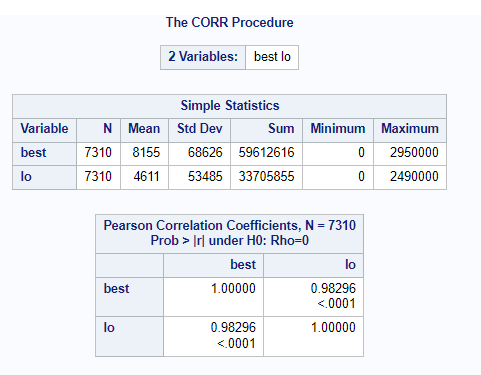 The CORR Procedure
2 Variables: best lo
Simple Statistics
Variable N Mean Std Dev Sum Minimum Maximum
best 7310 8155 68626 59612616 0 2950000
lo 7310 4611 53485 33705855 0 2490000
Pearson Correlation Coefficients, N = 7310
Prob > |r| under H0: Rho=0
best lo
best 1.00000 0.98296
<.0001
lo 0.98296 1.00000
<.0001